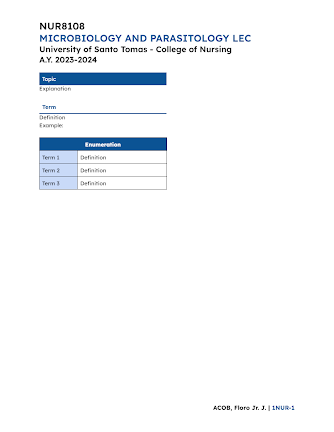 NUR8108
MICROBIOLOGY AND PARASITOLOGY LEC
University of Santo Tomas - College of Nursing
A.Y. 2023-2024
Topic
Explanation
Term
Definition
Example:
Enumeration
Term 1 Definition
Term 2 Definition
Term 3 Definition
ACOB, Floro Jr. J. | 1NUR-1